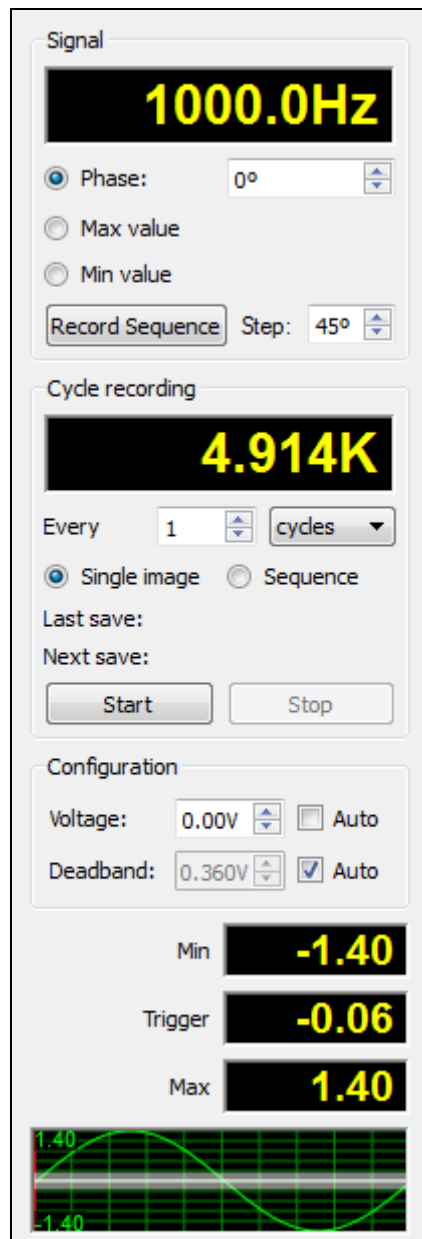 Signal
1000.0Hz
Phase: 0º
Max value
Min value
Record Sequence Step: 45º
Cycle recording
4.914K
Every 1 cycles
Single image Sequence
Last save:
Next save:
Start Stop
Configuration
Voltage: 0.00V Auto
Deadband: 0.360V Auto
Min -1.40
Trigger -0.06
Max 1.40
1.40
-1.40